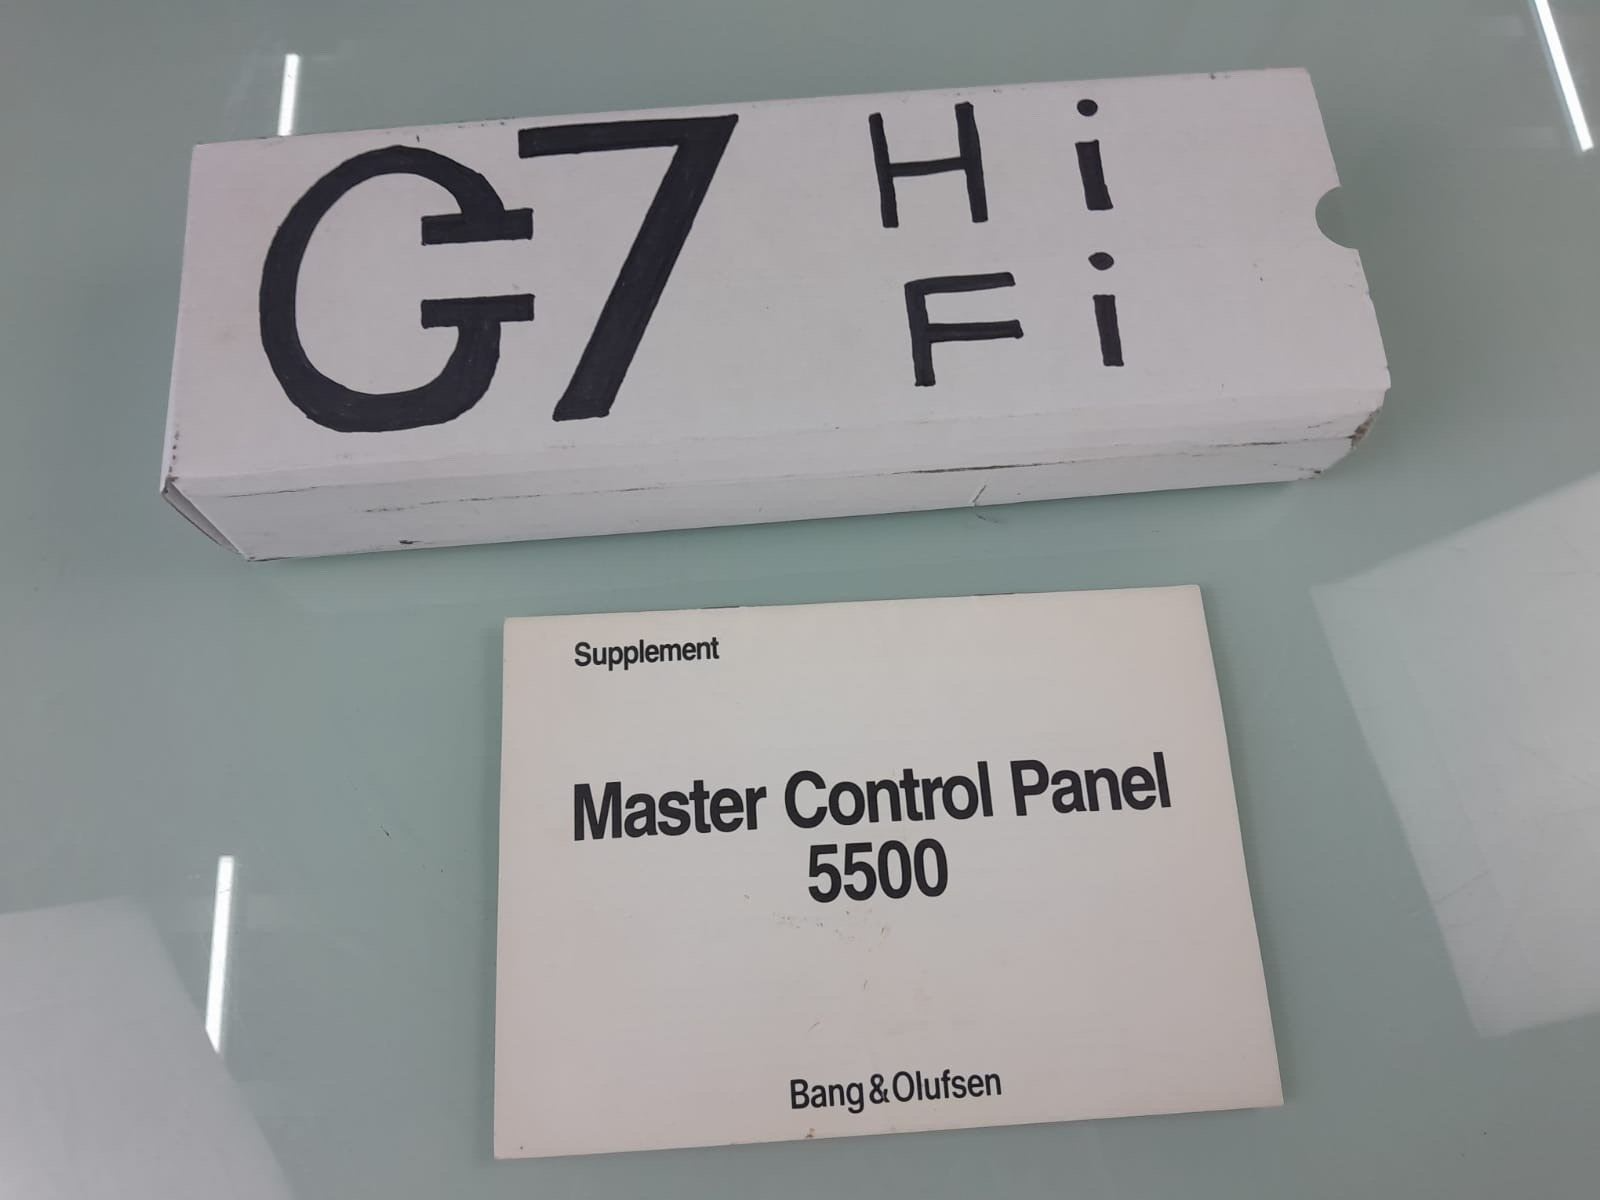 G7
Hi
Fi
Supplement
Master Control Panel
5500
Bang & Olufsen